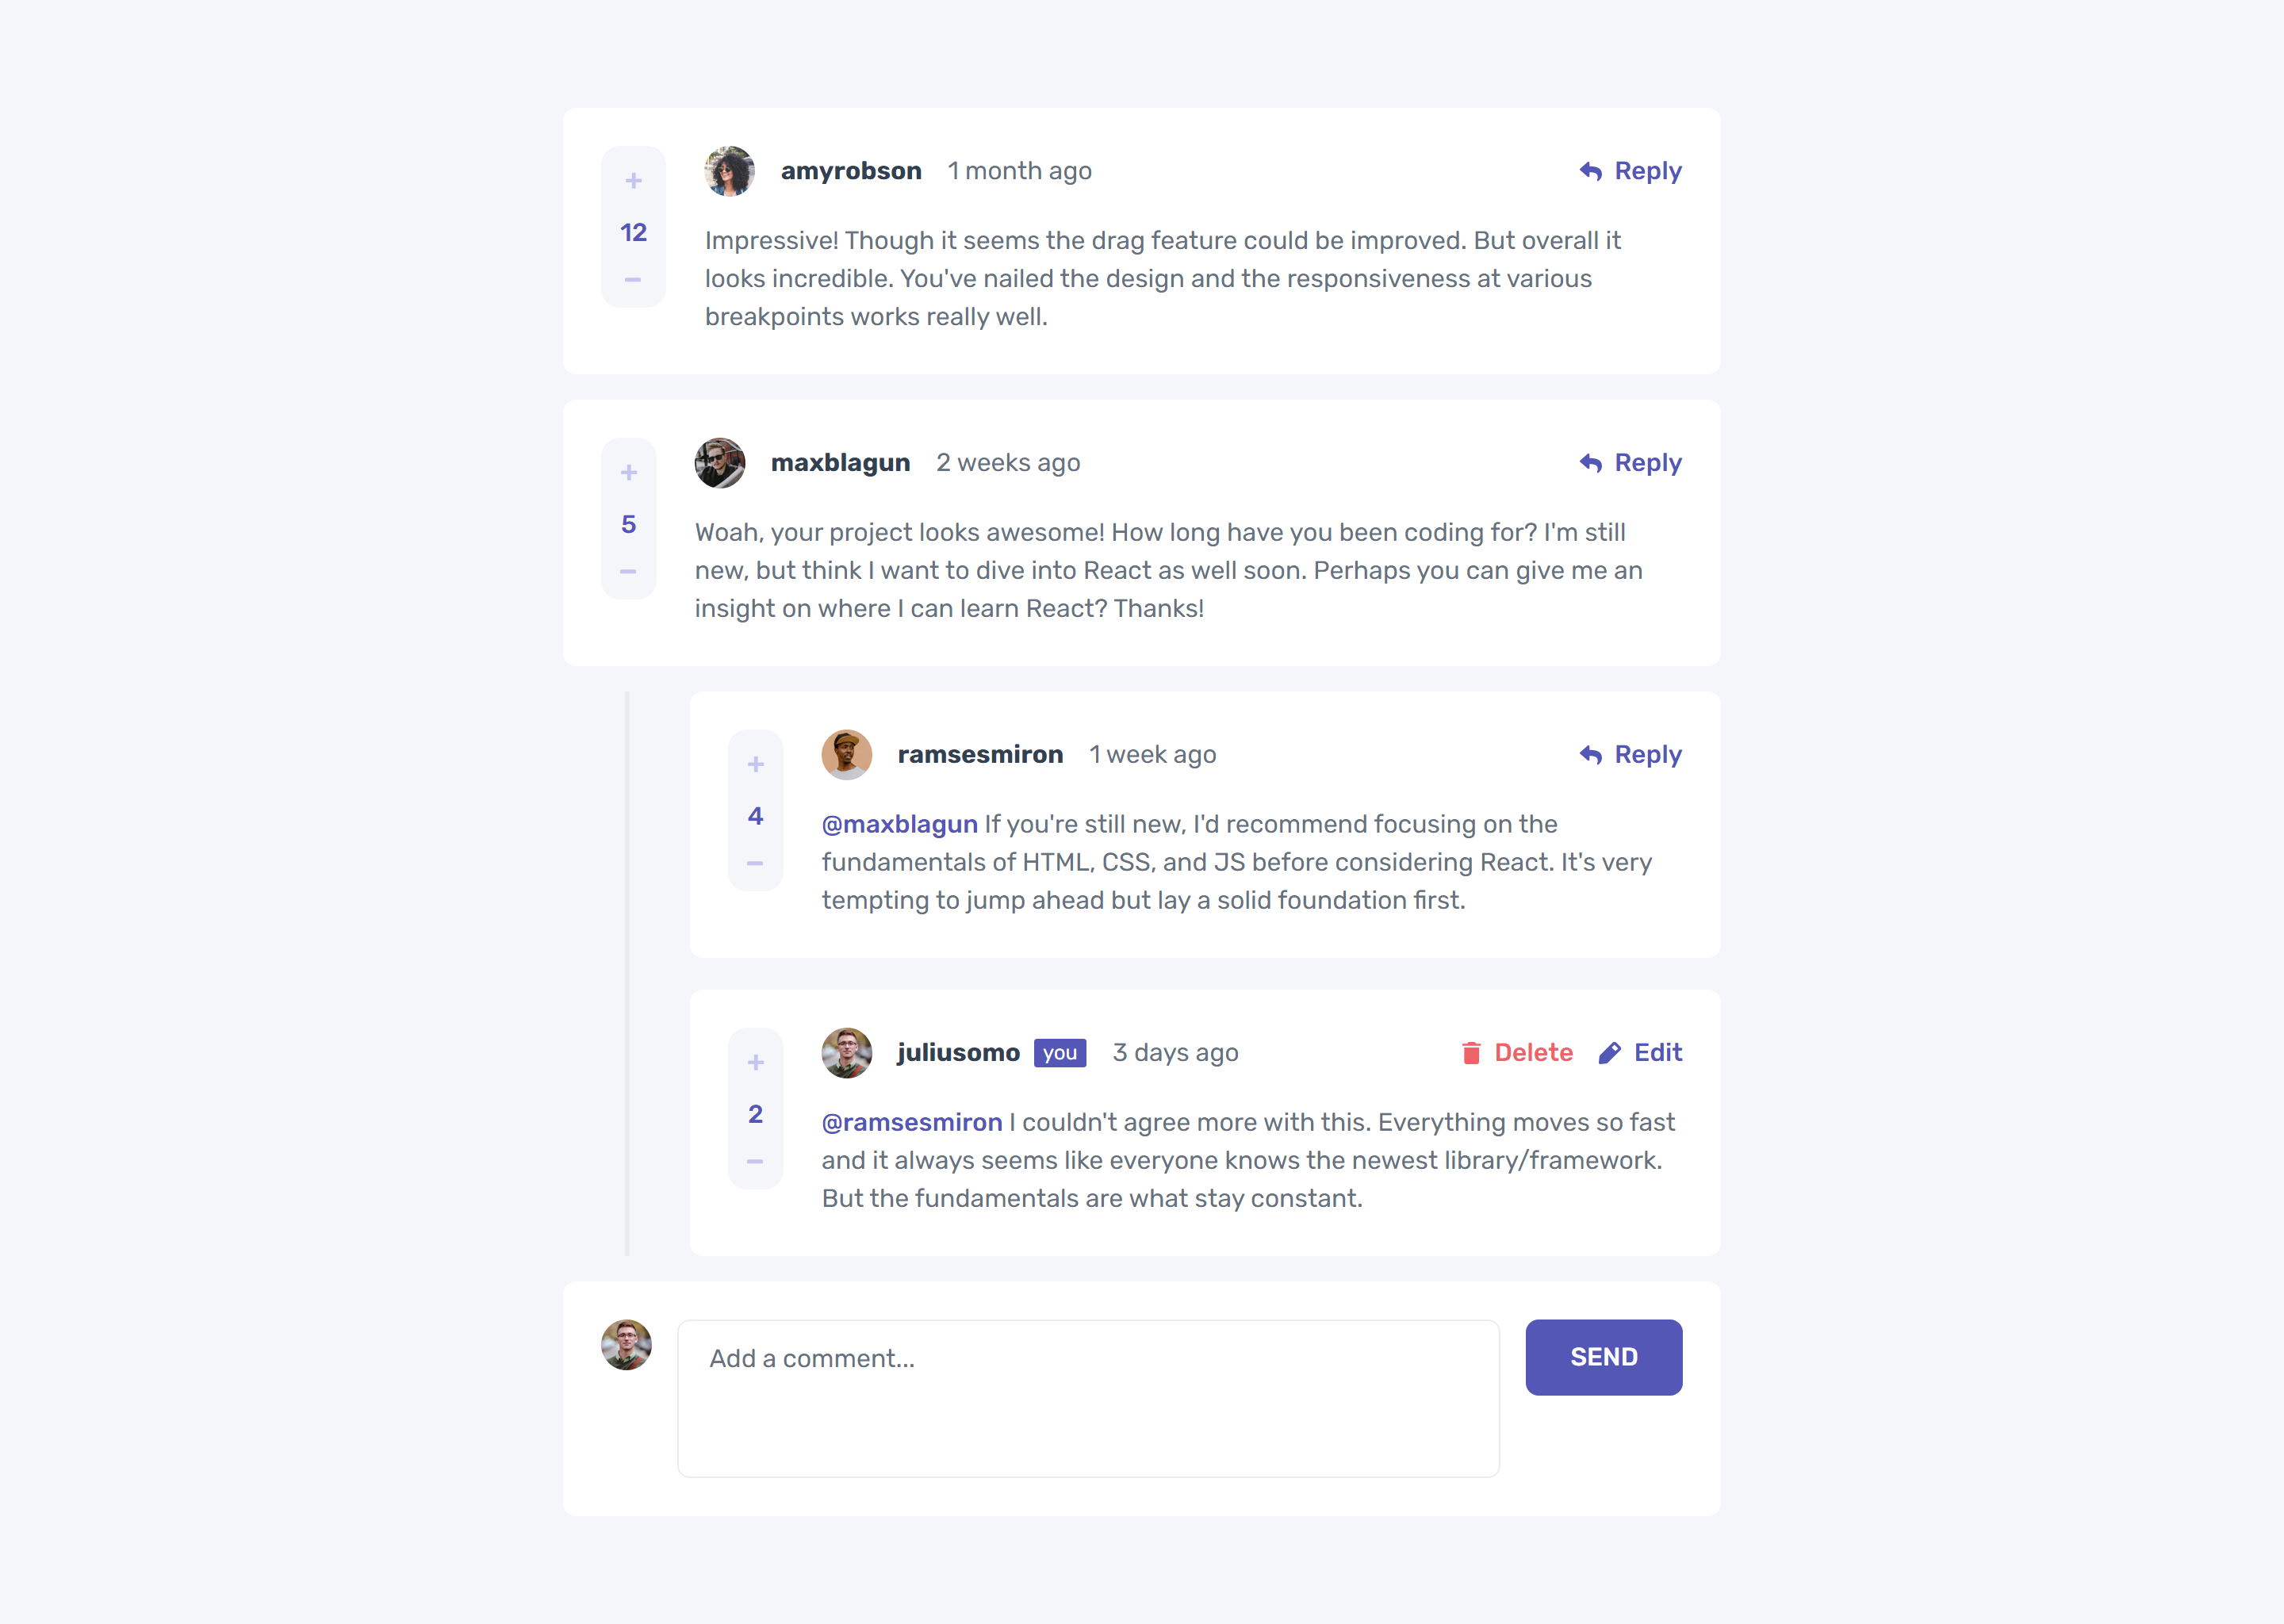 +
12
−
amyrobson 1 month ago Reply
Impressive! Though it seems the drag feature could be improved. But overall it
looks incredible. You've nailed the design and the responsiveness at various
breakpoints works really well.
+
5
−
maxblagun 2 weeks ago Reply
Woah, your project looks awesome! How long have you been coding for? I'm still
new, but think I want to dive into React as well soon. Perhaps you can give me an
insight on where I can learn React? Thanks!
+
4
−
ramsesmiron 1 week ago Reply
@maxblagun If you're still new, I'd recommend focusing on the
fundamentals of HTML, CSS, and JS before considering React. It's very
tempting to jump ahead but lay a solid foundation first.
+
2
−
juliusomo you 3 days ago Delete Edit
@ramsesmiron I couldn't agree more with this. Everything moves so fast
and it always seems like everyone knows the newest library/framework.
But the fundamentals are what stay constant.
Add a comment...
SEND